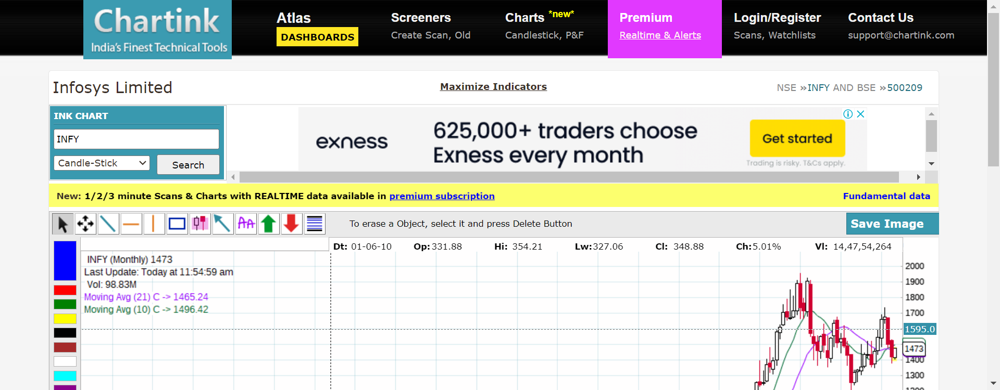 Chartink
India's Finest Technical Tools
Atlas
DASHBOARDS
Screeners
Create Scan, Old
Charts *new*
Candlestick, P&F
Premium
Realtime & Alerts
Login/Register
Scans, Watchlists
Contact Us
support@chartink.com
Infosys Limited
Maximize Indicators
NSE »INFY AND BSE »500209
INK CHART
INFY
Candle-Stick
Search
exness
625,000+ traders choose
Exness every month
Get started
Trading is risky. T&Cs apply.
New: 1/2/3 minute Scans & Charts with REALTIME data available in premium subscription
Fundamental data
AA
To erase a Object, select it and press Delete Button
Save Image
Dt: 01-06-10 Op:331.88 Hi: 354.21 Lw:327.06 Cl: 348.88 Ch:5.01% Vl: 14,47,54,264
INFY (Monthly) 1473
Last Update: Today at 11:54:59 am
Vol: 98.83M
Moving Avg (21) C -> 1465.24
Moving Avg (10) C -> 1496.42
2000
1900
1800
1700
1595.0
1473
1400
1300